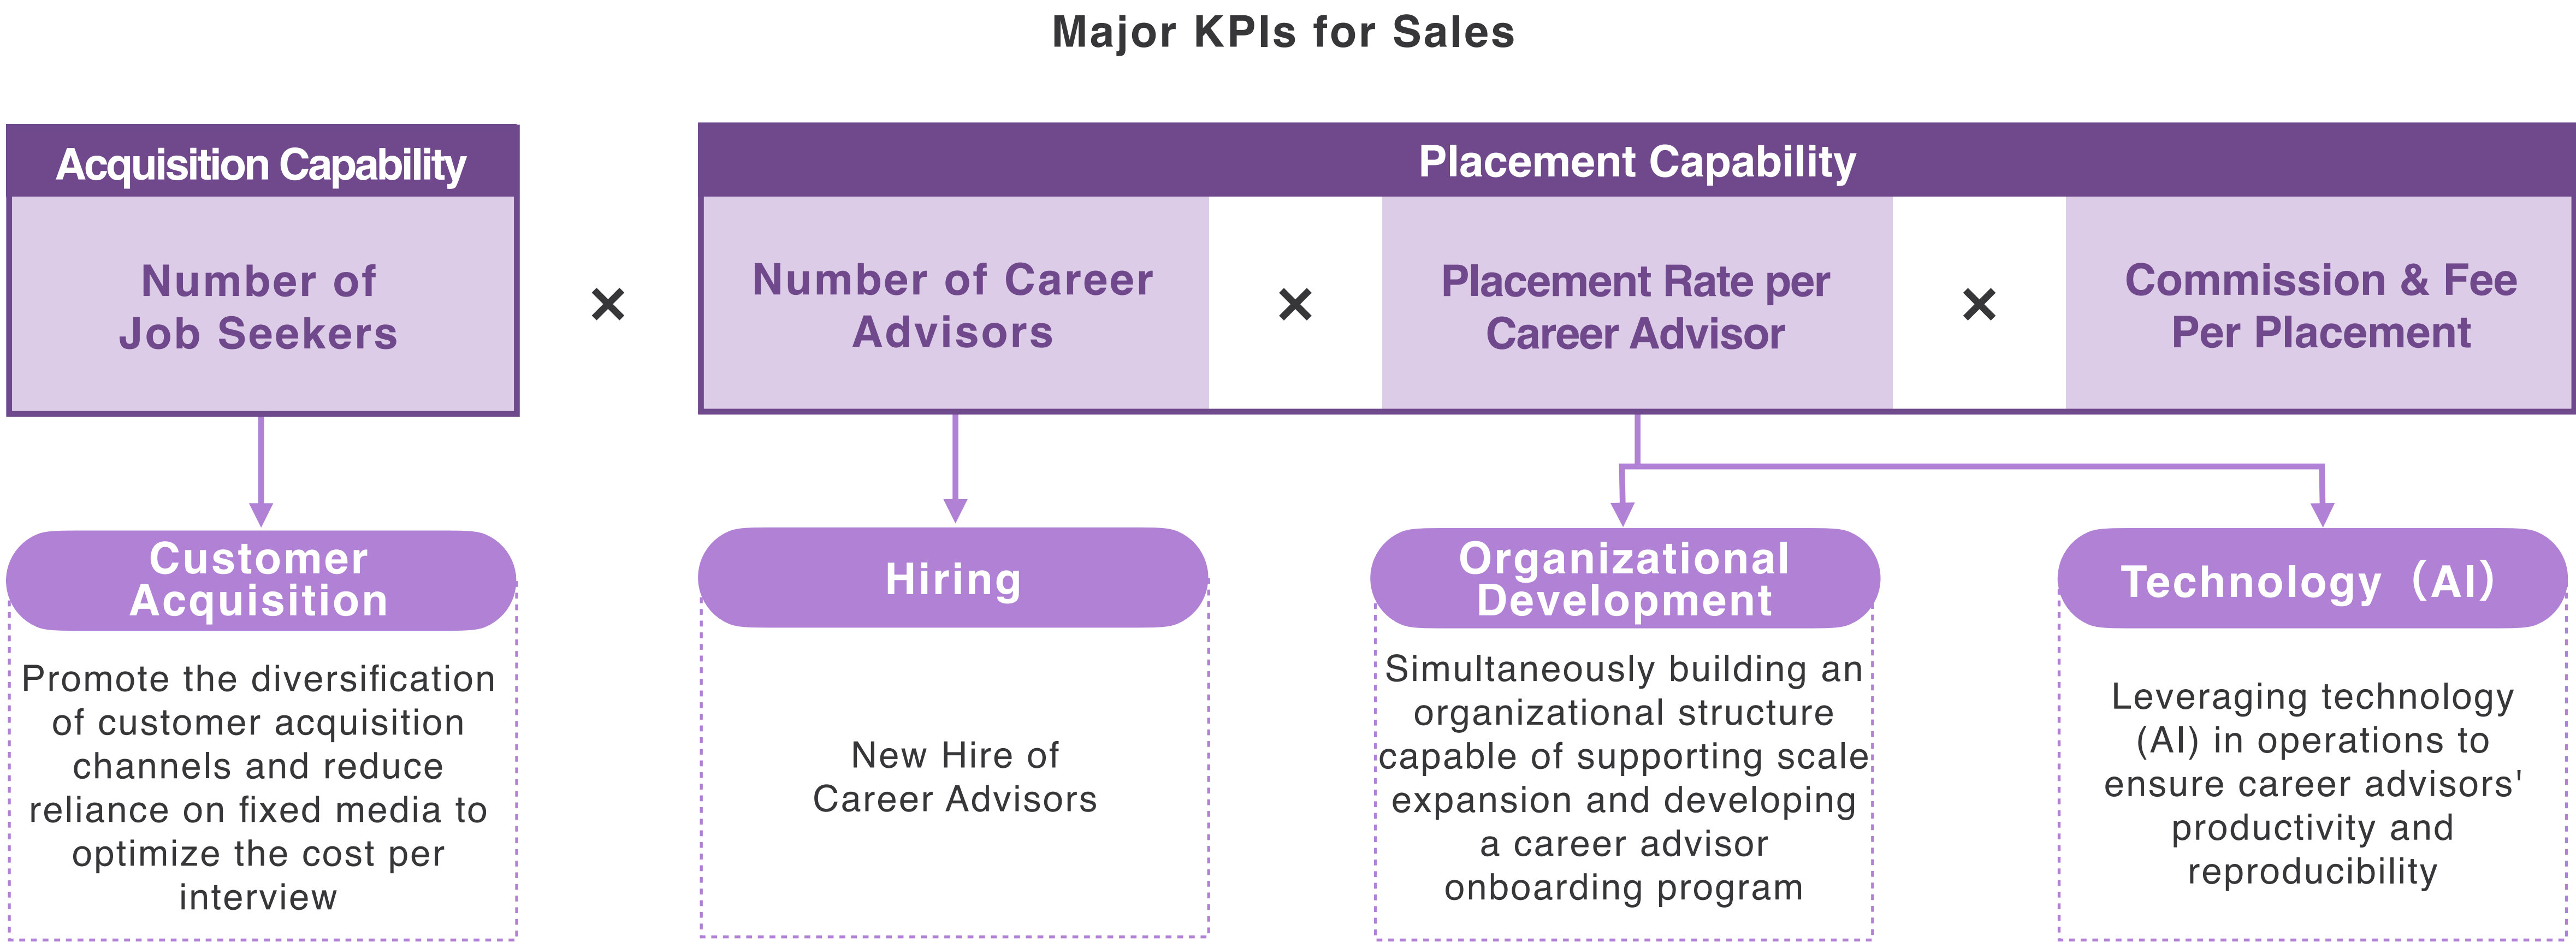 Major KPIs for Sales
Acquisition Capability
Number of
Job Seekers
×
Placement Capability
Number of Career
Advisors
×
Placement Rate per
Career Advisor
×
Commission & Fee
Per Placement
Customer
Acquisition
Promote the diversification
of customer acquisition
channels and reduce
reliance on fixed media to
optimize the cost per
interview
Hiring
New Hire of
Career Advisors
Organizational
Development
Simultaneously building an
organizational structure
capable of supporting scale
expansion and developing
a career advisor
onboarding program
Technology（AI）
Leveraging technology
(AI) in operations to
ensure career advisors'
productivity and
reproducibility